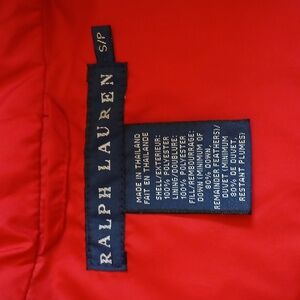 S/P
RALPH LAUREN
MADE IN THAILAND
FAIT EN THAILANDE
SHELL/EXTERIEUR:
100% POLYESTER
LINING/DOUBLURE:
100% POLYESTER
FILL/REMBOURRAGE:
DOWN (MINIMUM OF
80% DOWN,
REMAINDER FEATHERS)/
DUVET (MINIMUM
80% DE DUVET,
RESTANT PLUMES)